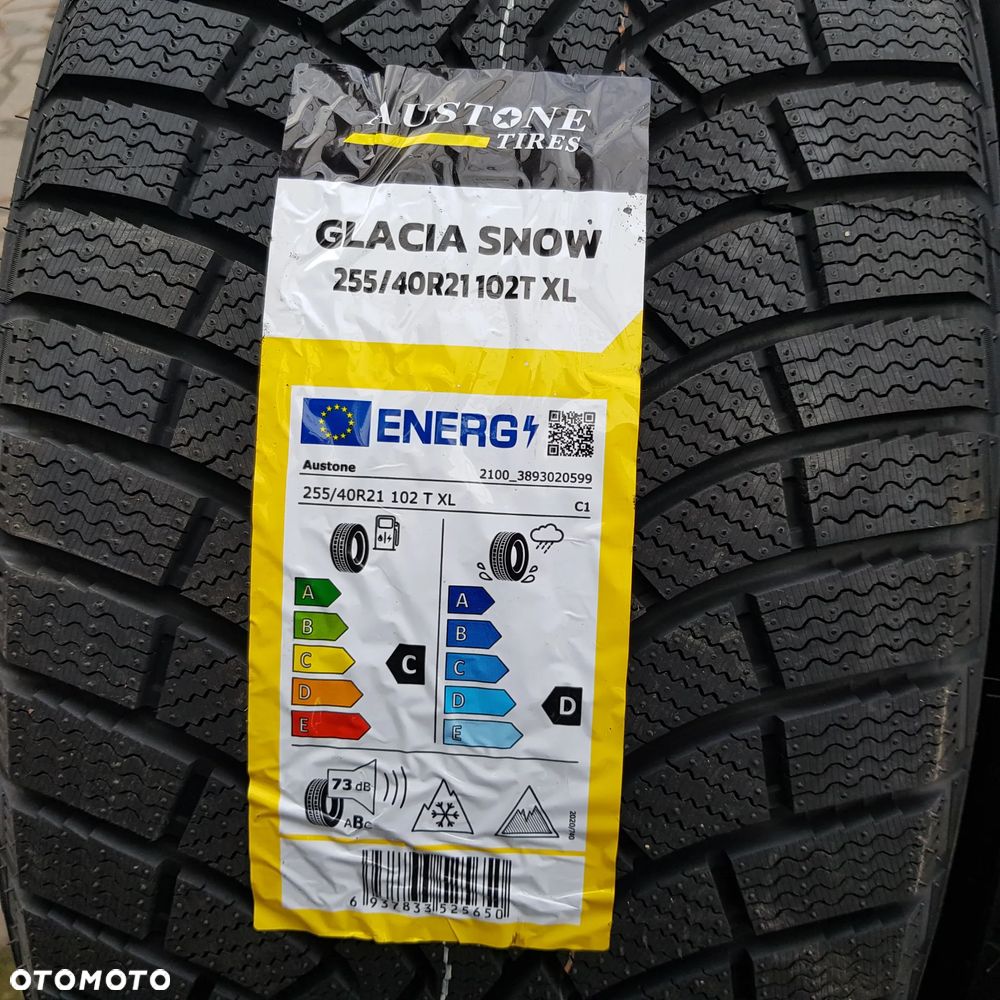 AUSTONE
TIRES
GLACIA SNOW
255/40R21 102T XL
ENERG
Austone 2100_3893020599
255/40R21 102 T XL C1
A
B
C
D
E
C
A
B
C
D
E
D
73 dB
ABC
2020/740
6 937833 525650
OTOMOTO